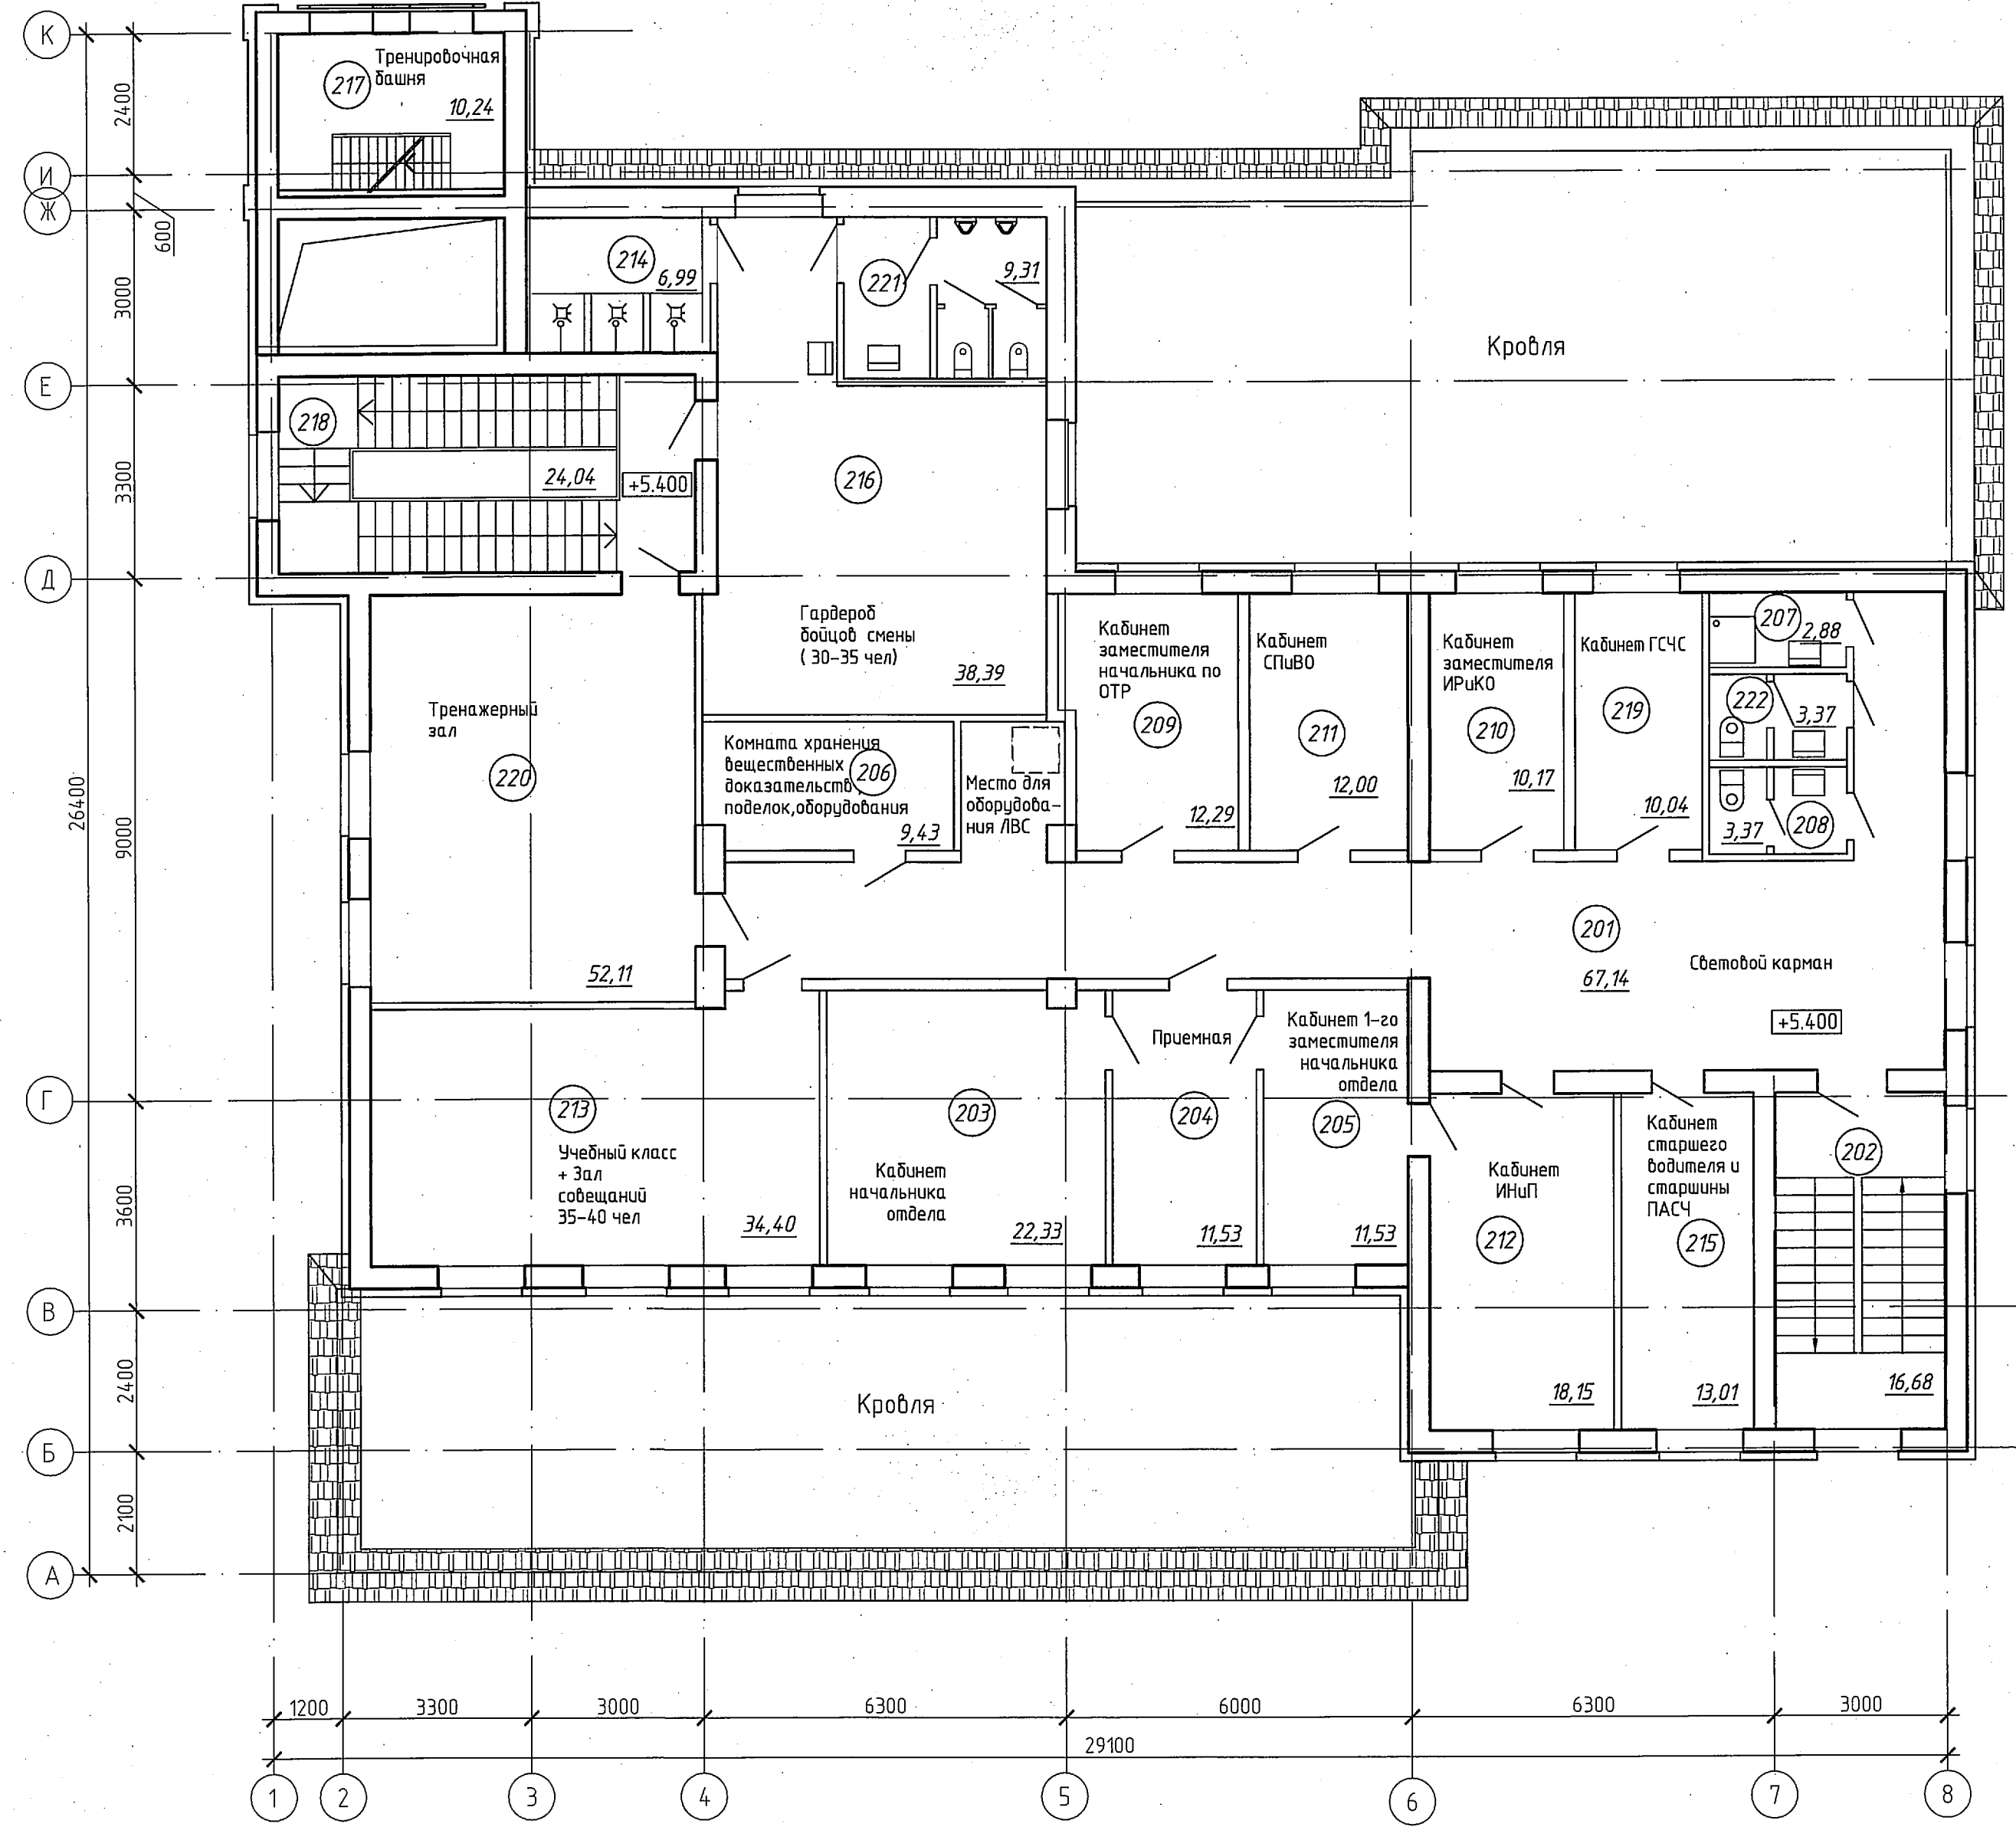 К
И
Ж
Е
Д
Г
В
Б
А
2400
600
3000
3300
9000
3600
2400
2100
26400
217
Тренировочная
башня
10,24
214
6,99
221
9,31
Кровля
218
24,04
+5.400
216
Гардероб
бойцов смены
( 30-35 чел)
38,39
Тренажерный
зал
220
52,11
Комната хранения
вещественных
доказательств,
поделок,оборудования
206
9,43
Место для
оборудова-
ния ЛВС
Кабинет
заместителя
начальника по
ОТР
209
12,29
Кабинет
СПиВО
211
12,00
Кабинет
заместителя
ИРиКО
210
10,17
Кабинет ГСЧС
219
10,04
207
2,88
222
3,37
3,37
208
201
67,14
Световой карман
+5.400
213
Учебный класс
+ Зал
совещаний
35-40 чел
34,40
203
Кабинет
начальника
отдела
22,33
Приемная
204
11,53
Кабинет 1-го
заместителя
начальника
отдела
205
11,53
Кабинет
ИНиП
212
18,15
Кабинет
старшего
водителя и
старшины
ПАСЧ
215
13,01
202
16,68
Кровля
1200
3300
3000
6300
6000
6300
3000
29100
1
2
3
4
5
6
7
8